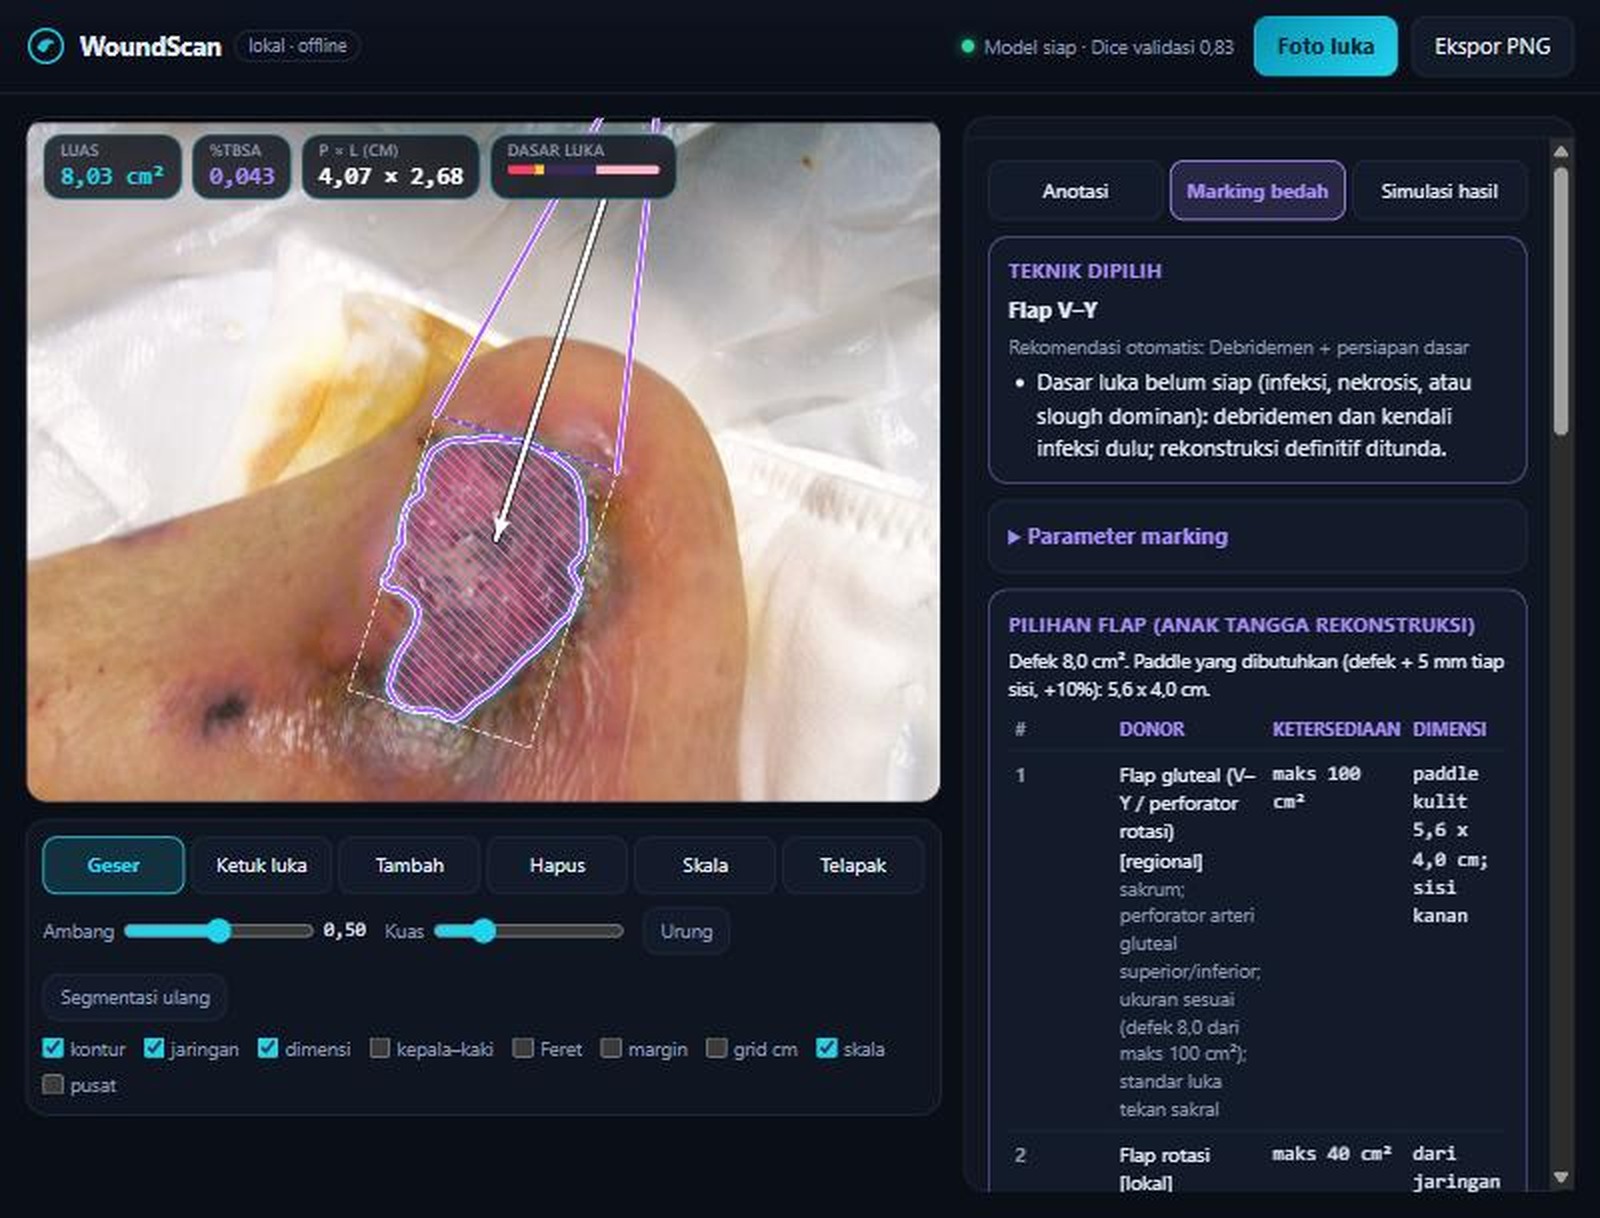 WoundScan
lokal · offline
Model siap · Dice validasi 0,83
Foto luka
Ekspor PNG
LUAS
8,03 cm²
%TBSA
0,043
P × L (CM)
4,07 x 2,68
DASAR LUKA
Anotasi
Marking bedah
Simulasi hasil
TEKNIK DIPILIH
Flap V–Y
Rekomendasi otomatis: Debridemen + persiapan dasar
• Dasar luka belum siap (infeksi, nekrosis, atau
slough dominan): debridemen dan kendali
infeksi dulu; rekonstruksi definitif ditunda.
Parameter marking
PILIHAN FLAP (ANAK TANGGA REKONSTRUKSI)
Defek 8,0 cm². Paddle yang dibutuhkan (defek + 5 mm tiap
sisi, +10%): 5,6 x 4,0 cm.
# DONOR KETERSEDIAAN DIMENSI
1 Flap gluteal (V– maks 100 paddle
Y / perforator cm² kulit
rotasi) 5,6 x
[regional] 4,0 cm;
sakrum; sisi
perforator arteri kanan
gluteal
superior/inferior;
ukuran sesuai
(defek 8,0 dari
maks 100 cm²);
standar luka
tekan sakral
2 Flap rotasi maks 40 cm² dari
[lokal] jaringan
Geser
Ketuk luka
Tambah
Hapus
Skala
Telapak
Ambang 0,50 Kuas Urung
Segmentasi ulang
kontur jaringan dimensi kepala–kaki Feret margin grid cm skala
pusat